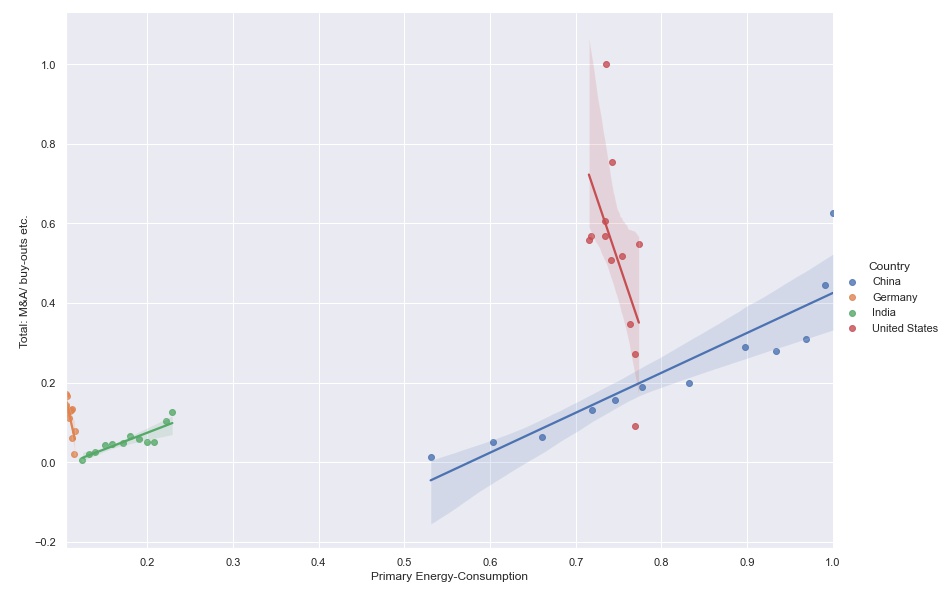 1.0
0.8
0.6
0.4
0.2
0.0
−0.2
Total: M&A/ buy-outs etc.
0.2 0.3 0.4 0.5 0.6 0.7 0.8 0.9 1.0
Primary Energy-Consumption
Country
China
Germany
India
United States